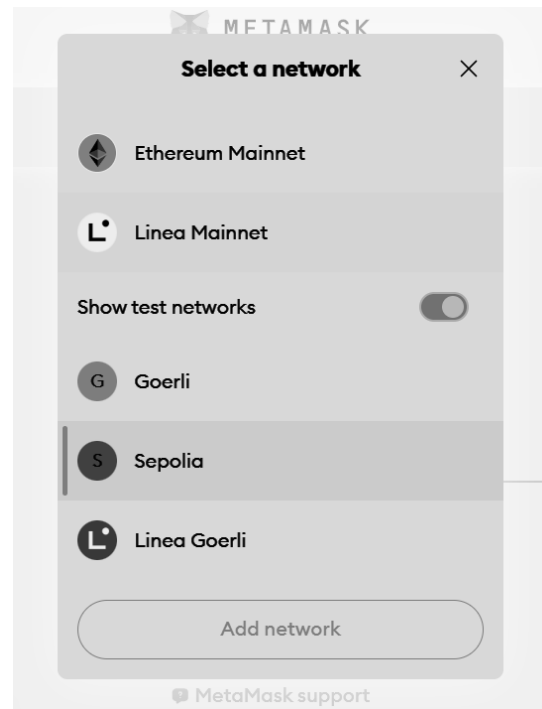 METAMASK
Select a network
Ethereum Mainnet
L Linea Mainnet
Show test networks
G Goerli
S Sepolia
L Linea Goerli
Add network
MetaMask support